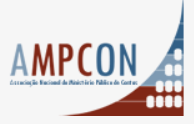 AMPCON
Associação Nacional do Ministério Público de Contas